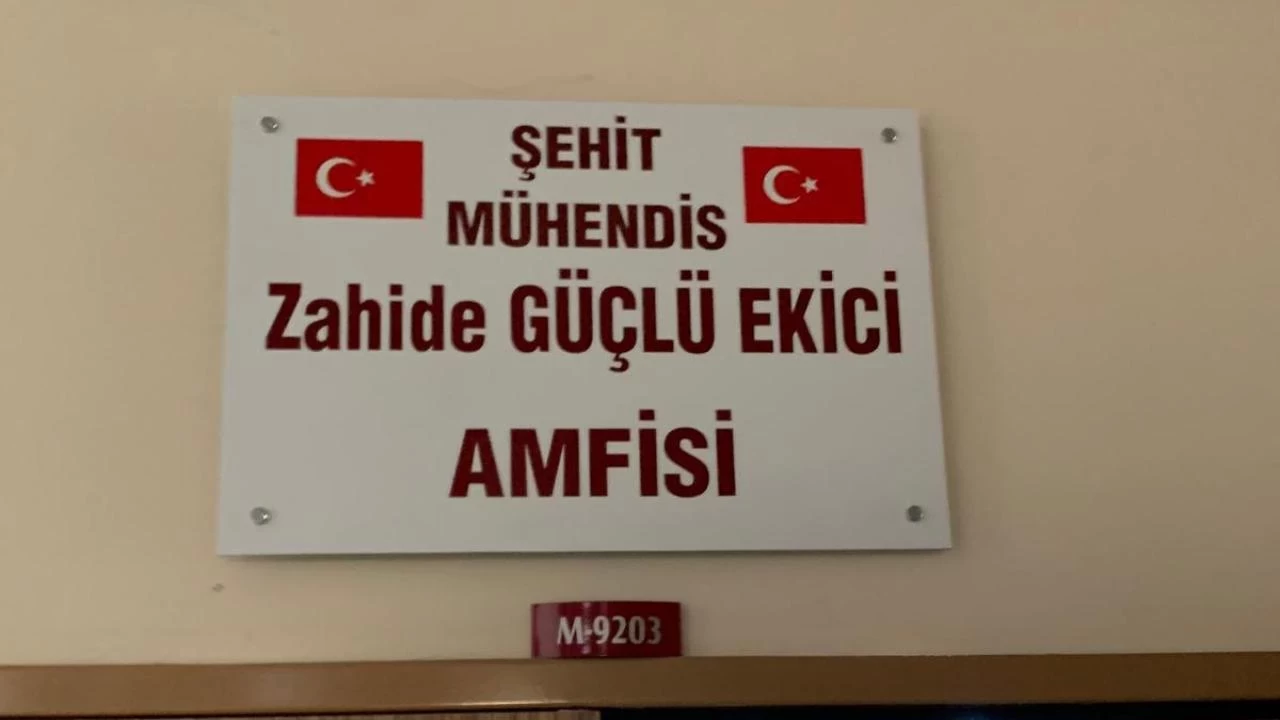 ŞEHİT
MÜHENDİS
Zahide GÜÇLÜ EKİCİ
AMFİSİ
M-9203